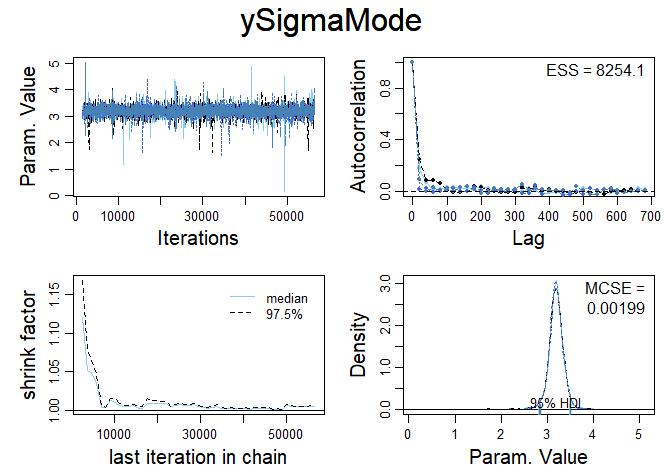 ySigmaMode
Param. Value
0 1 2 3 4 5
0 10000 30000 50000
Iterations
Autocorrelation
0.0 0.4 0.8
ESS = 8254.1
0 100 200 300 400 500 600 700
Lag
shrink factor
1.00 1.05 1.10 1.15
median
97.5%
10000 30000 50000
last iteration in chain
Density
0.0 1.0 2.0 3.0
MCSE =
0.00199
95% HDI
0 1 2 3 4 5
Param. Value